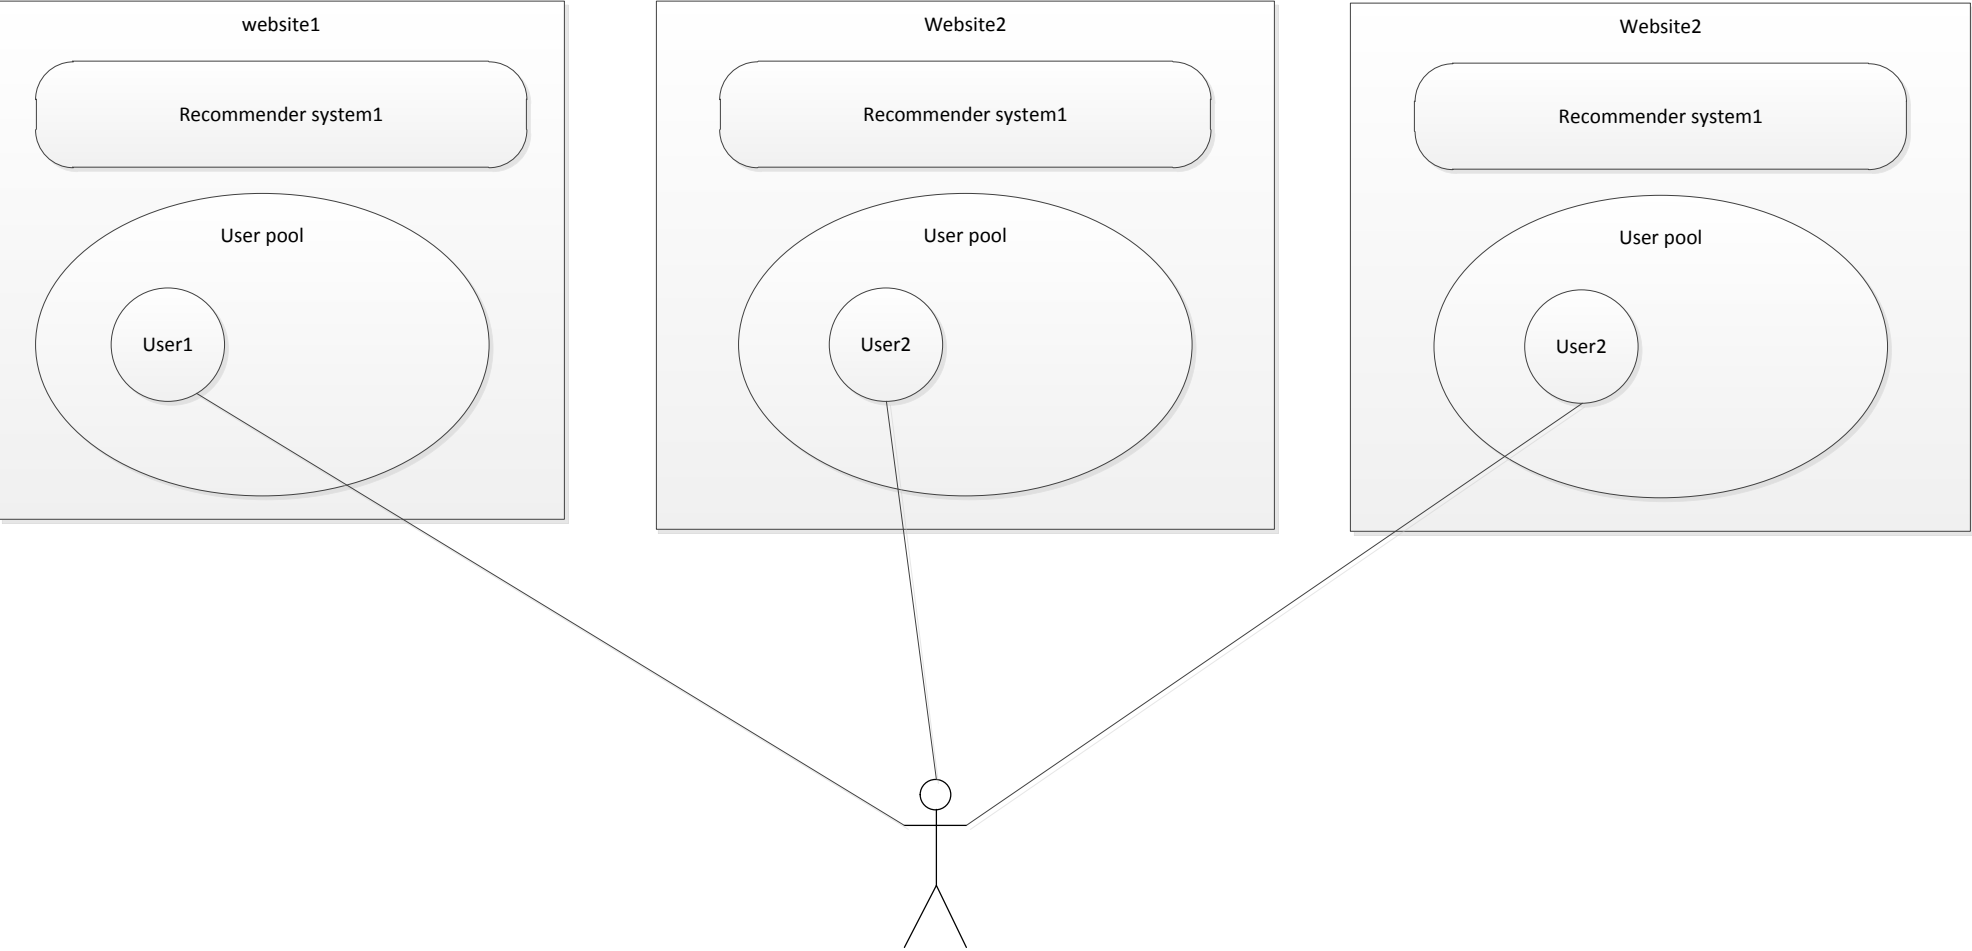 website1
Recommender system1
User pool
User1
Website2
Recommender system1
User pool
User2
Website2
Recommender system1
User pool
User2